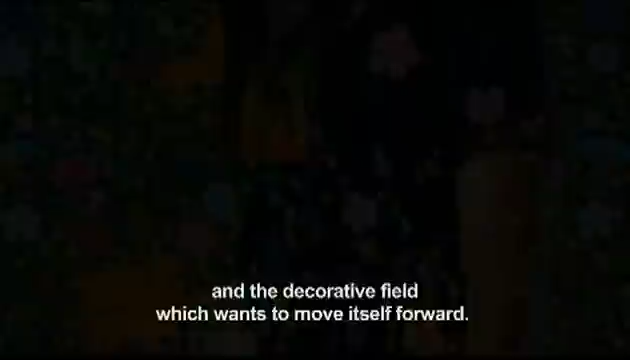 and the decorative field
which wants to move itself forward.